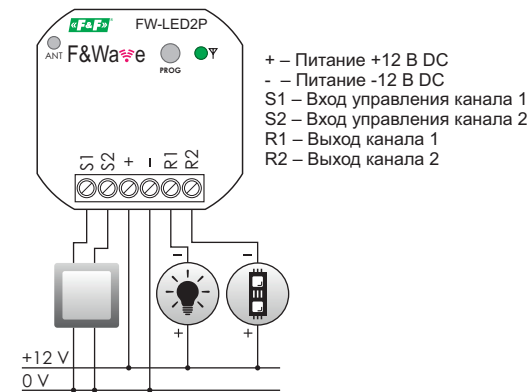 «F&F» FW-LED2P
ANT F&Wave PROG
S1 S2 + – R1 R2
– –
+ +
+12 V
0 V
+ – Питание +12 В DC
- – Питание -12 В DC
S1 – Вход управления канала 1
S2 – Вход управления канала 2
R1 – Выход канала 1
R2 – Выход канала 2